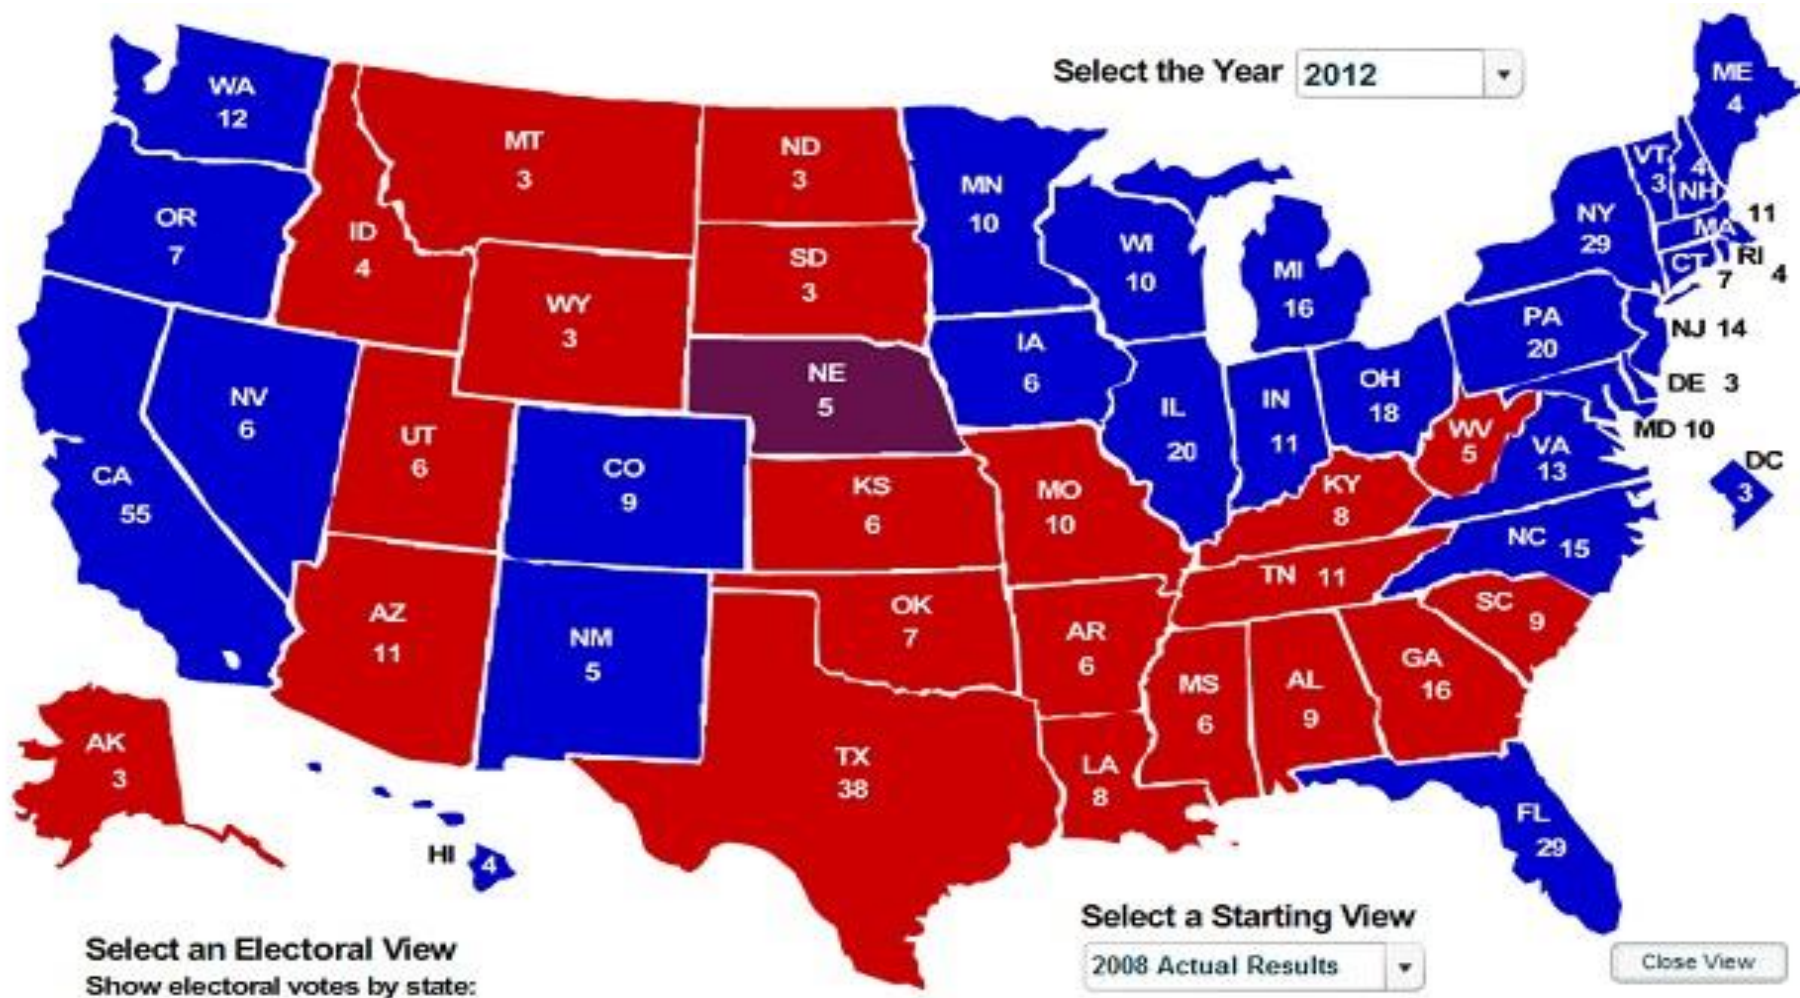 Select the Year 2012
WA
12
OR
7
CA
55
NV
6
ID
4
MT
3
WY
3
UT
6
AZ
11
CO
9
NM
5
ND
3
SD
3
NE
5
KS
6
OK
7
TX
38
MN
10
IA
6
MO
10
AR
6
LA
8
WI
10
IL
20
MI
16
IN
11
OH
18
KY
8
TN 11
MS
6
AL
9
GA
16
FL
29
SC
9
NC 15
VA
13
WV
5
PA
20
NY
29
VT
3
4
NH
ME
4
11
MA
RI 4
CT
7
NJ 14
DE 3
MD 10
DC
3
AK
3
HI 4
Select an Electoral View
Show electoral votes by state:
Select a Starting View
2008 Actual Results
Close View